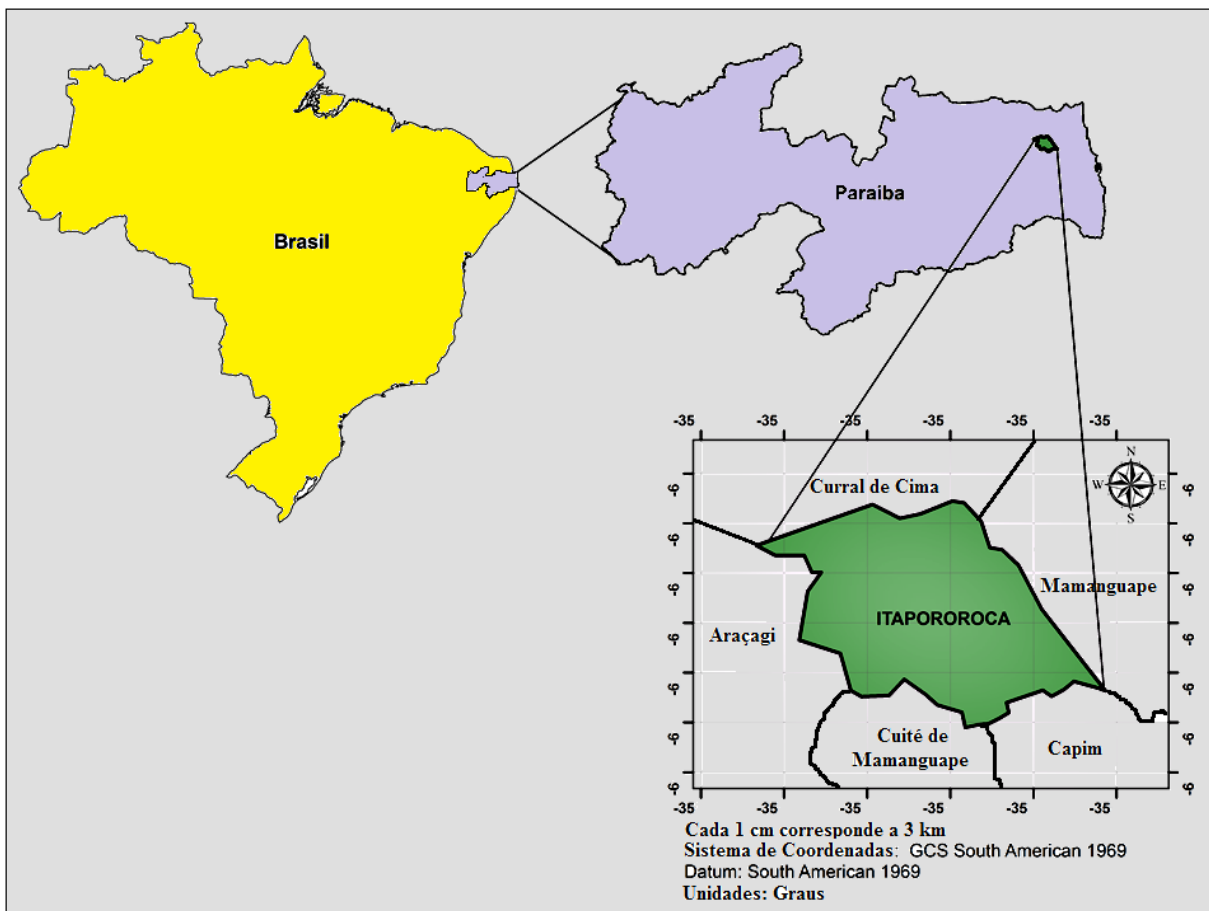 Brasil
Paraiba
-35 -35 -35 -35 -35 -35
N
W E
S
Curral de Cima
Mamanguape
ITAPOROROCA
Araçagi
Cuité de
Mamanguape
Capim
-6 -6 -6 -6 -6 -6 -6
-6 -6 -6 -6 -6 -6 -6
-35 -35 -35 -35 -35 -35
Cada 1 cm corresponde a 3 km
Sistema de Coordenadas: GCS South American 1969
Datum: South American 1969
Unidades: Graus